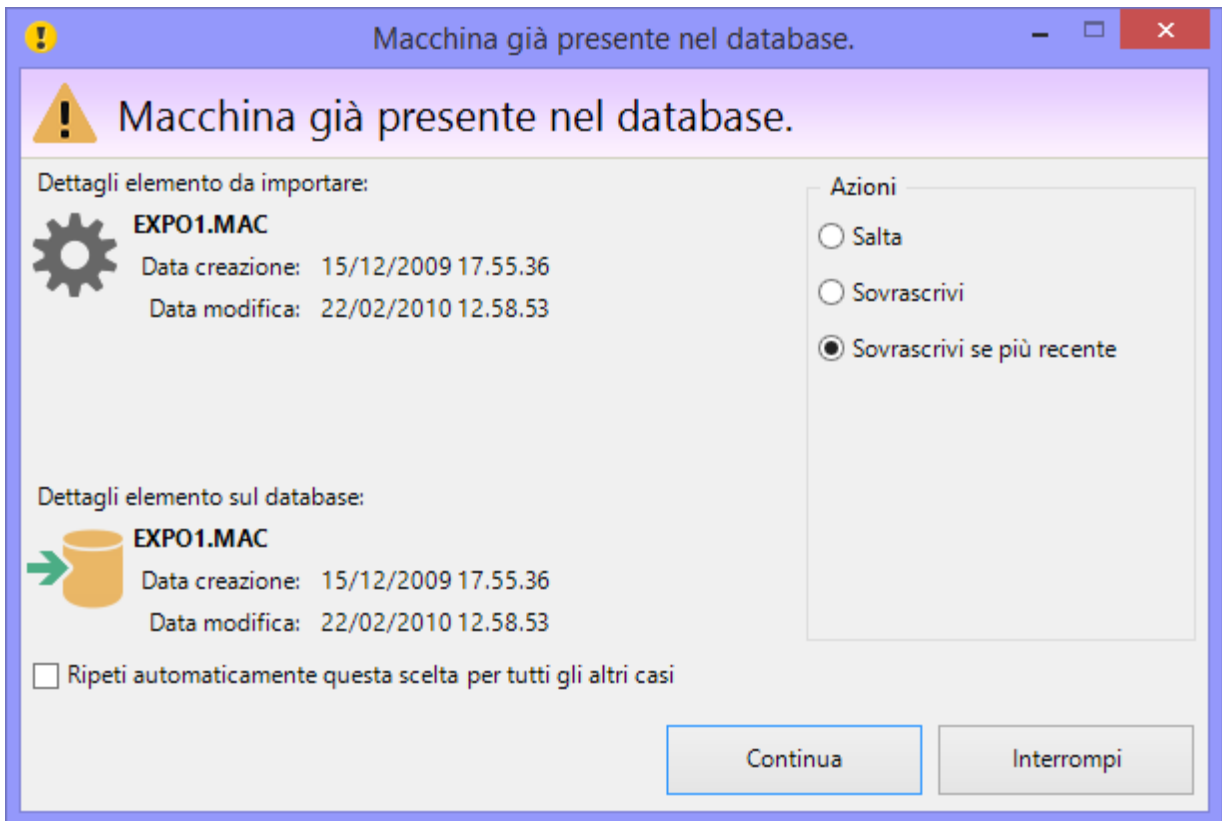 Macchina già presente nel database.
Macchina già presente nel database.
Dettagli elemento da importare:
EXPO1.MAC
Data creazione: 15/12/2009 17.55.36
Data modifica: 22/02/2010 12.58.53
Azioni
Salta
Sovrascrivi
Sovrascrivi se più recente
Dettagli elemento sul database:
EXPO1.MAC
Data creazione: 15/12/2009 17.55.36
Data modifica: 22/02/2010 12.58.53
Ripeti automaticamente questa scelta per tutti gli altri casi
Continua
Interrompi